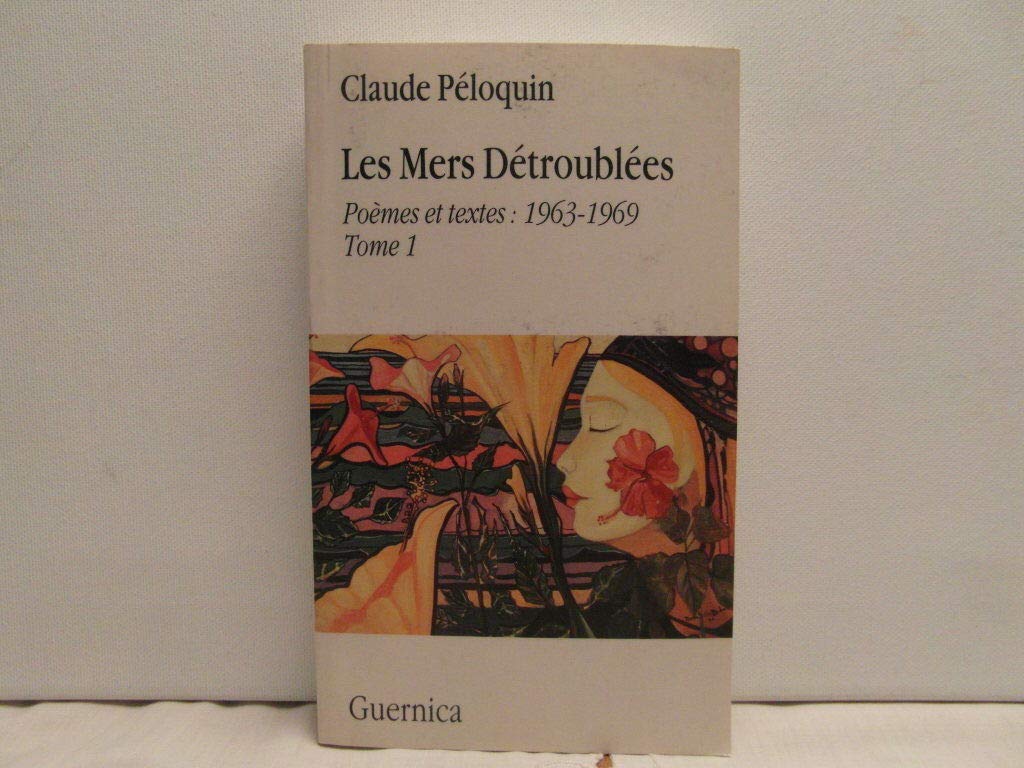 Claude Péloquin
Les Mers Détroublées
Poèmes et textes : 1963-1969
Tome 1
Guernica